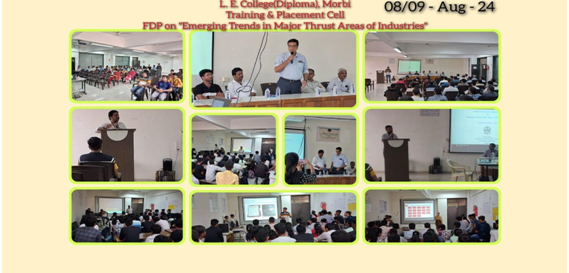 L. E. College(Diploma), Morbi
Training & Placement Cell
FDP on "Emerging Trends in Major Thrust Areas of Industries"
08/09 - Aug - 24